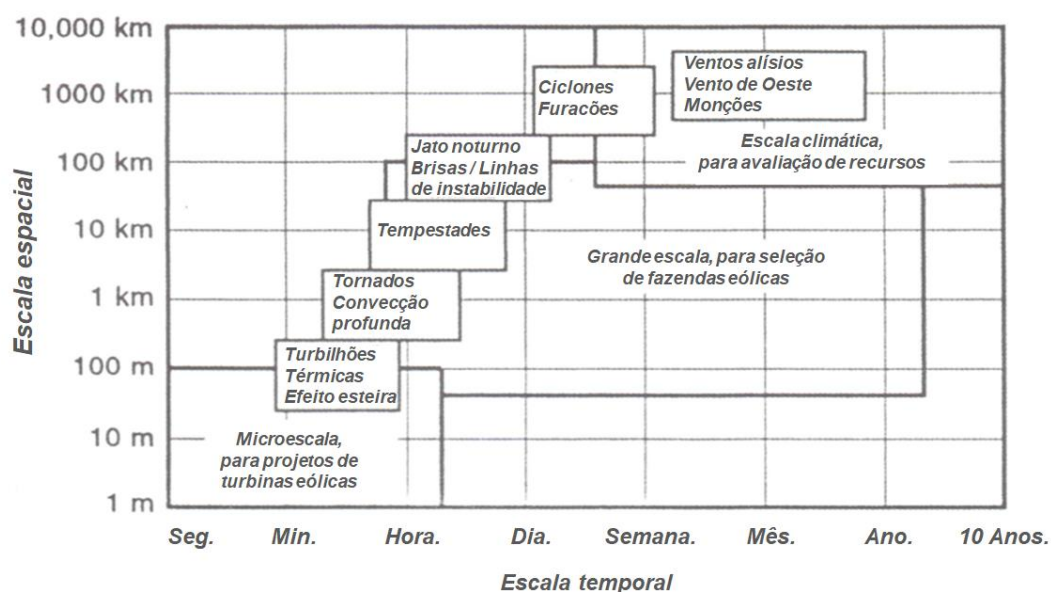 10,000 km
1000 km
100 km
10 km
1 km
100 m
10 m
1 m
Escala espacial
Ciclones
Furacões
Ventos alísios
Vento de Oeste
Monções
Jato noturno
Brisas / Linhas
de instabilidade
Escala climática,
para avaliação de recursos
Tempestades
Grande escala, para seleção
de fazendas eólicas
Tornados
Convecção
profunda
Turbilhões
Térmicas
Efeito esteira
Microescala,
para projetos de
turbinas eólicas
Seg. Min. Hora. Dia. Semana. Mês. Ano. 10 Anos.
Escala temporal